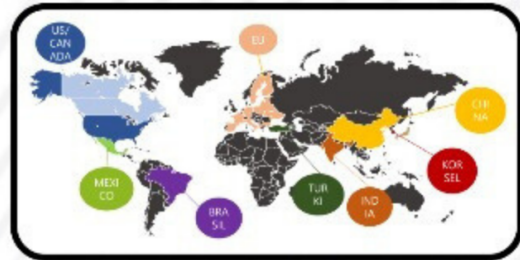 US/
CAN
ADA
EU
CHI
NA
MEXI
CO
BRA
SIL
TUR
KI
IND
IA
KOR
SEL